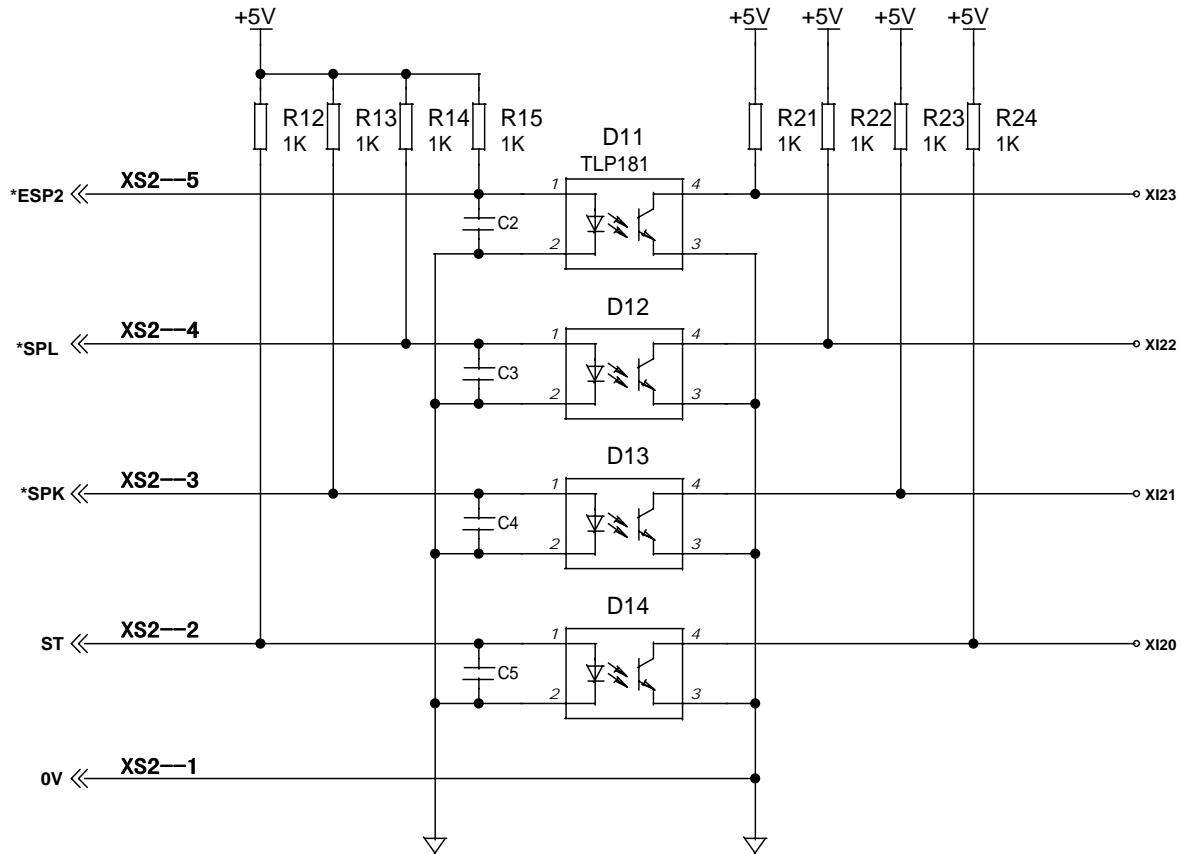 +5V +5V +5V +5V +5V
R12 R13 R14 R15 R21 R22 R23 R24
1K 1K 1K 1K 1K 1K 1K 1K
D11
TLP181
*ESP2 XS2--5 1 4 XI23
C2
2 3
D12
*SPL XS2--4 1 4 XI22
C3
2 3
D13
*SPK XS2--3 1 4 XI21
C4
2 3
D14
ST XS2--2 1 4 XI20
C5
2 3
0V XS2--1